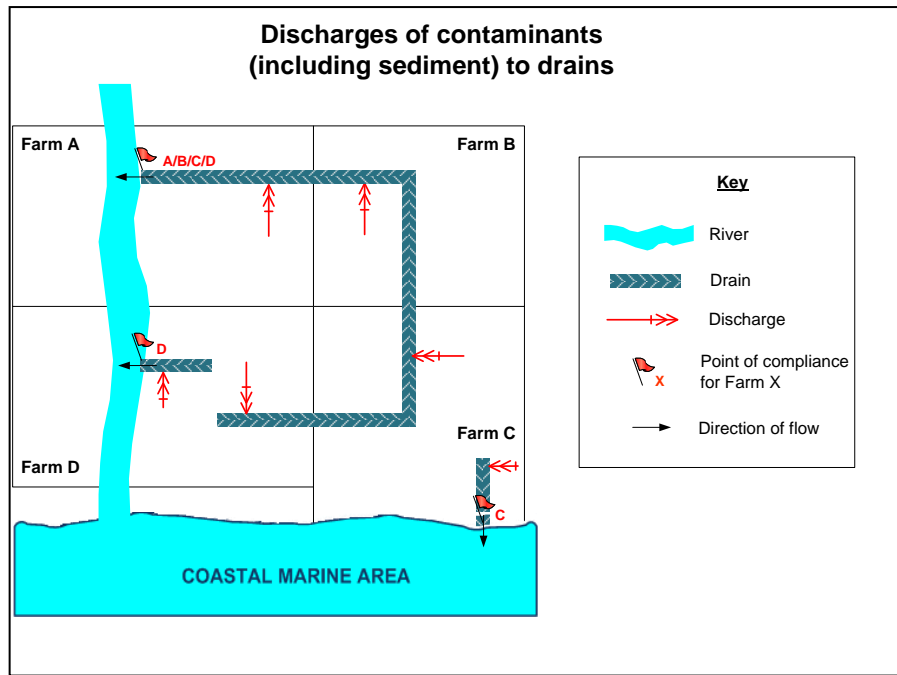 Discharges of contaminants
(including sediment) to drains
Farm A
A/B/C/D
Farm B
D
Farm C
Farm D
C
COASTAL MARINE AREA
Key
River
Drain
Discharge
X
Point of compliance
for Farm X
Direction of flow